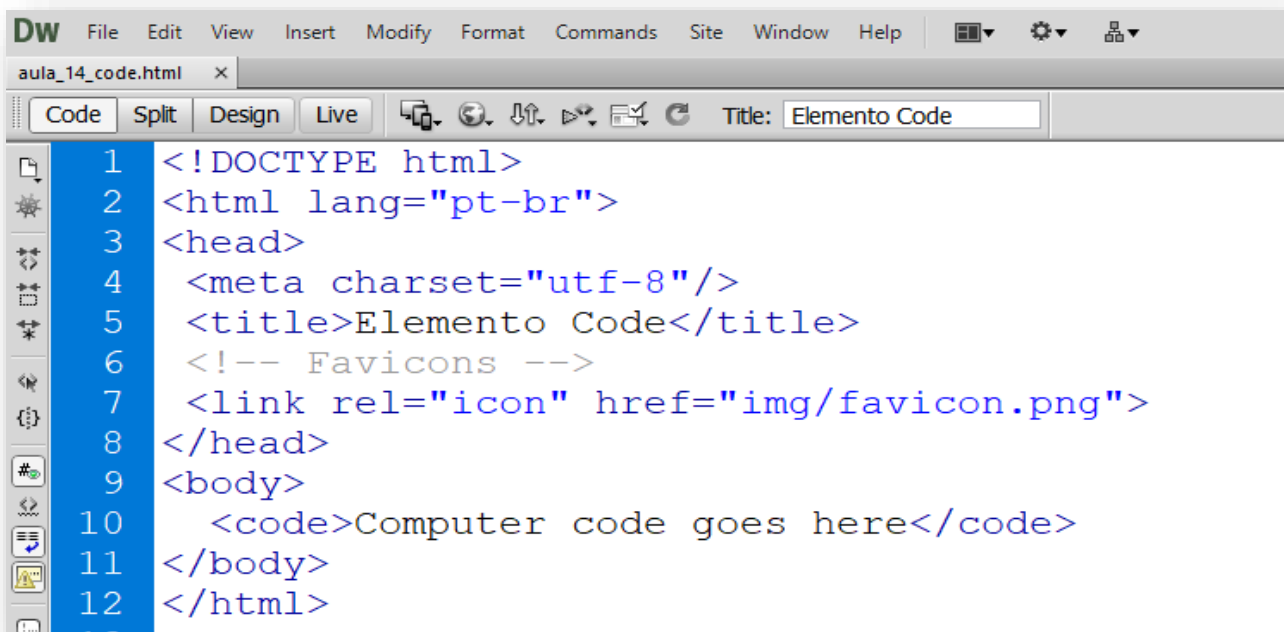 Dw File Edit View Insert Modify Format Commands Site Window Help
aula_14_code.html ×
Code Split Design Live Title: Elemento Code
1 <!DOCTYPE html>
2 <html lang="pt-br">
3 <head>
4 <meta charset="utf-8"/>
5 <title>Elemento Code</title>
6 <!-- Favicons -->
7 <link rel="icon" href="img/favicon.png">
8 </head>
9 <body>
10 <code>Computer code goes here</code>
11 </body>
12 </html>